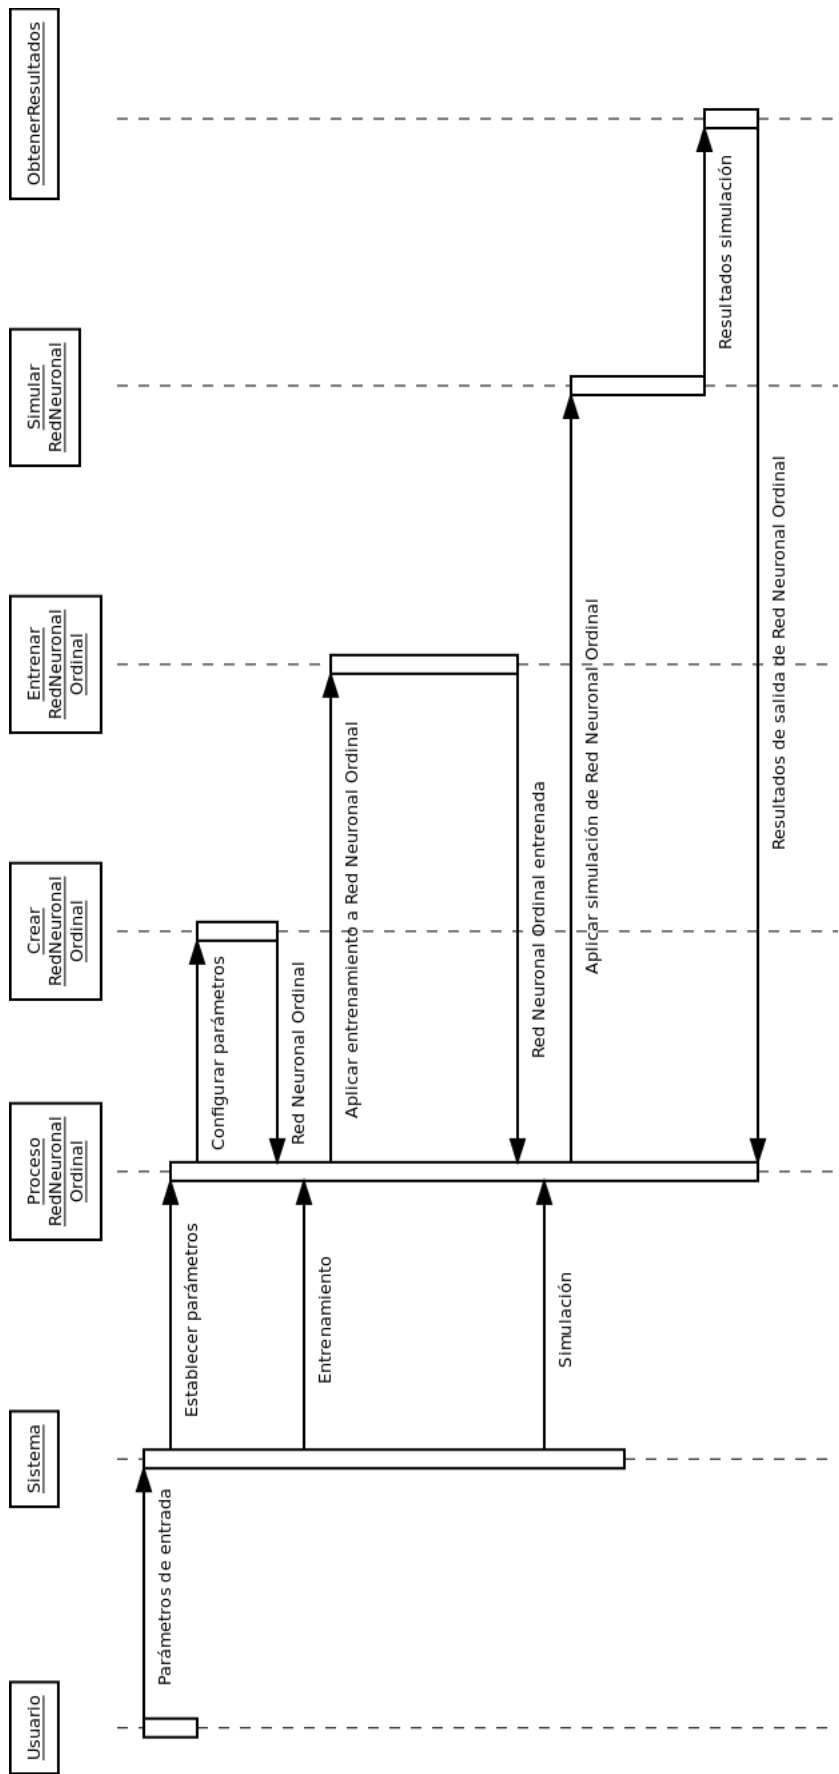 Usuario
Sistema
Proceso
RedNeuronal
Ordinal
Crear
RedNeuronal
Ordinal
Entrenar
RedNeuronal
Ordinal
Simular
RedNeuronal
ObtenerResultados
Parámetros de entrada
Establecer parámetros
Configurar parámetros
Red Neuronal Ordinal
Entrenamiento
Aplicar entrenamiento a Red Neuronal Ordinal
Red Neuronal Ordinal entrenada
Simulación
Aplicar simulación de Red Neuronal Ordinal
Resultados simulación
Resultados de salida de Red Neuronal Ordinal